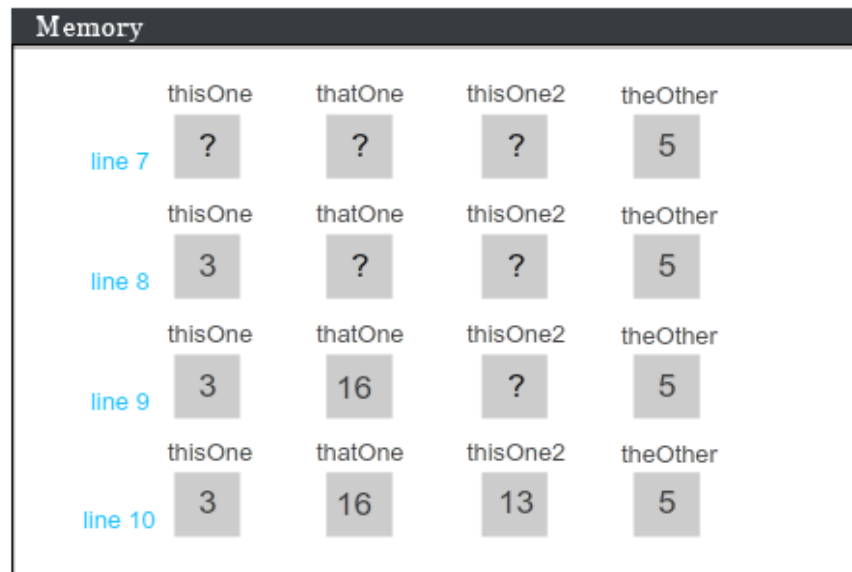 Memory
thisOne thatOne thisOne2 theOther
line 7 ? ? ? 5
thisOne thatOne thisOne2 theOther
line 8 3 ? ? 5
thisOne thatOne thisOne2 theOther
line 9 3 16 ? 5
thisOne thatOne thisOne2 theOther
line 10 3 16 13 5